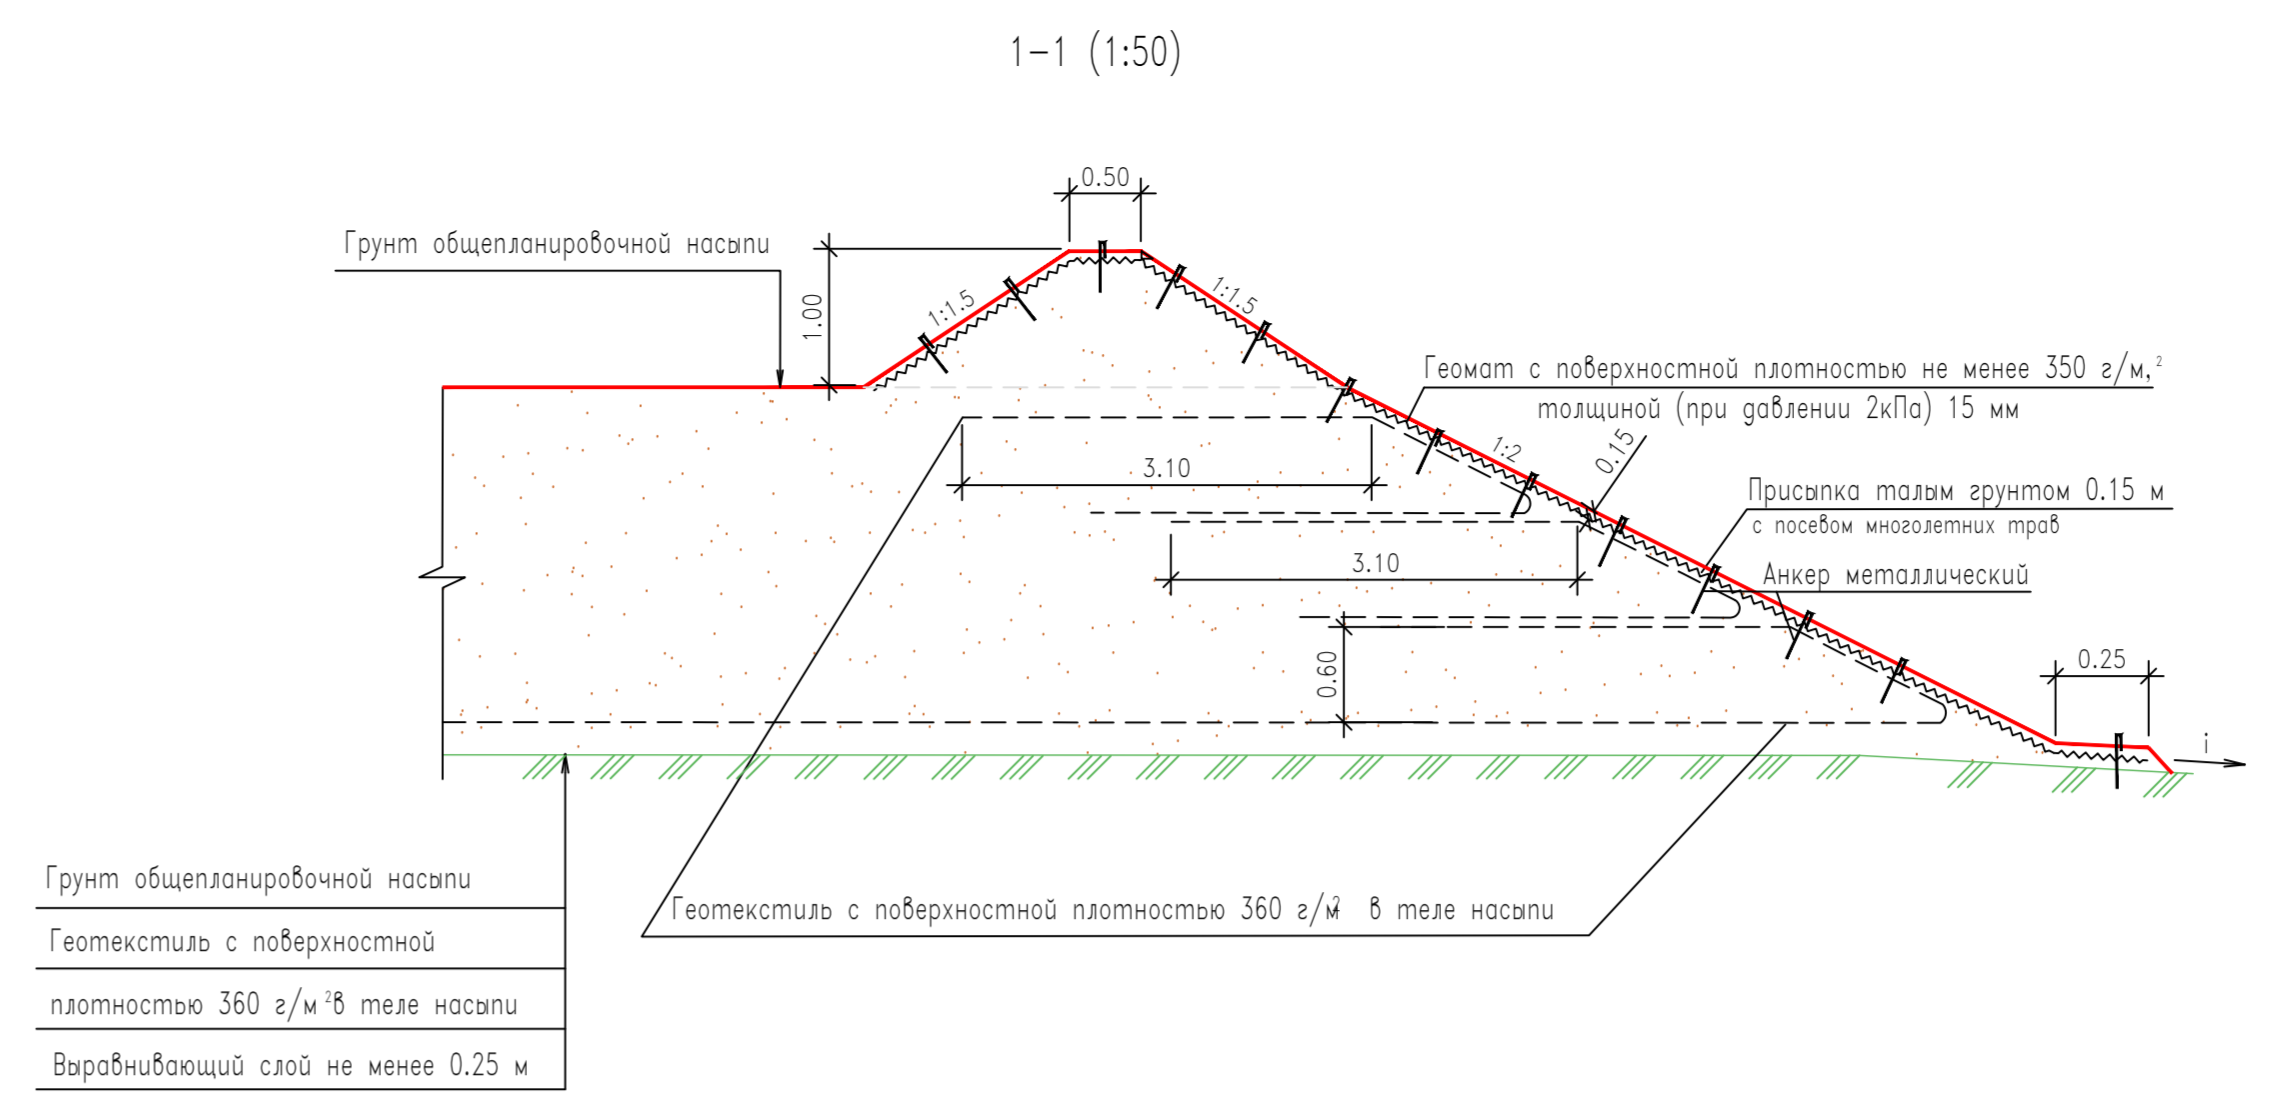 1-1 (1:50)
0.50
Грунт общепланировочной насыпи
1.00
1:1.5
1:1.5
Геомат с поверхностной плотностью не менее 350 г/м,²
толщиной (при давлении 2кПа) 15 мм
1:2
0.15
3.10
Присыпка талым грунтом 0.15 м
с посевом многолетних трав
3.10
Анкер металлический
0.60
0.25
i
Грунт общепланировочной насыпи
Геотекстиль с поверхностной
плотностью 360 г/м² в теле насыпи
Выравнивающий слой не менее 0.25 м
Геотекстиль с поверхностной плотностью 360 г/м² в теле насыпи